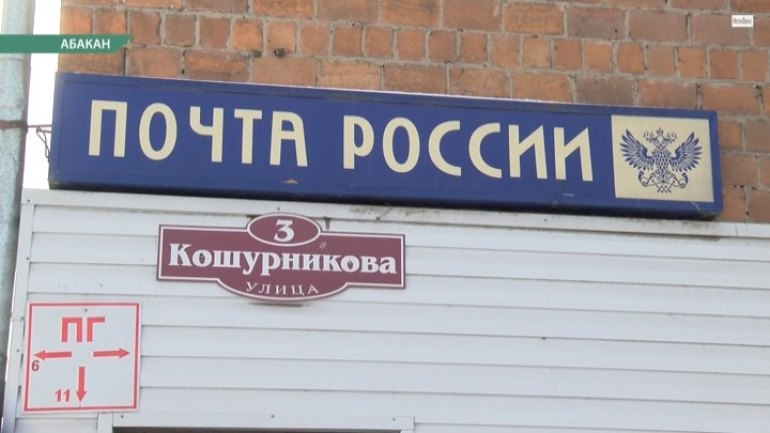 АБАКАН
ПОЧТА РОССИИ
3
Кошурникова
УЛИЦА
ПГ
6
11